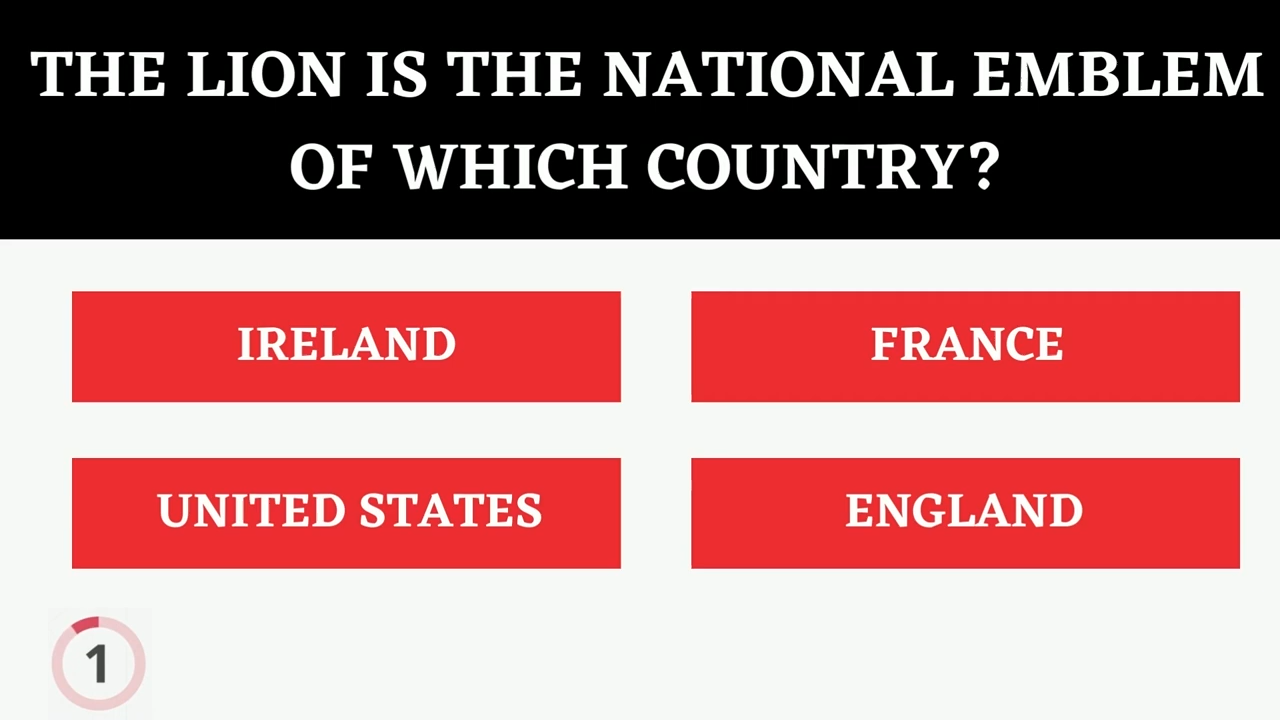 THE LION IS THE NATIONAL EMBLEM
OF WHICH COUNTRY?
IRELAND
FRANCE
UNITED STATES
ENGLAND
1